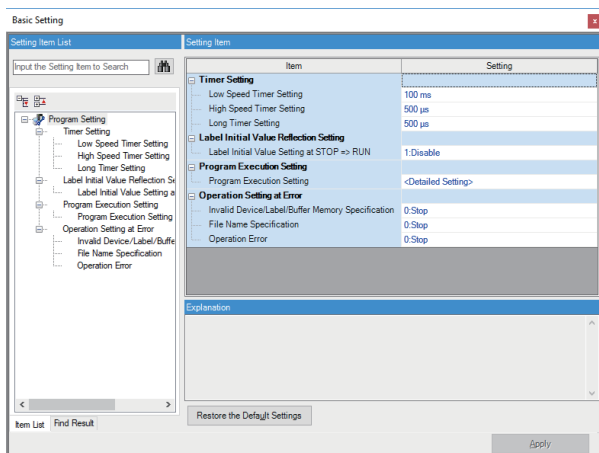 Basic Setting
x
Setting Item List
Input the Setting Item to Search
Program Setting
Timer Setting
Low Speed Timer Setting
High Speed Timer Setting
Long Timer Setting
Label Initial Value Reflection Se
Label Initial Value Setting a
Program Execution Setting
Program Execution Setting
Operation Setting at Error
Invalid Device/Label/Buffe
File Name Specification
Operation Error
Item List Find Result
Setting Item
Item Setting
Timer Setting
Low Speed Timer Setting 100 ms
High Speed Timer Setting 500 µs
Long Timer Setting 500 µs
Label Initial Value Reflection Setting
Label Initial Value Setting at STOP => RUN 1:Disable
Program Execution Setting
Program Execution Setting <Detailed Setting>
Operation Setting at Error
Invalid Device/Label/Buffer Memory Specification 0:Stop
File Name Specification 0:Stop
Operation Error 0:Stop
Explanation
Restore the Default Settings
Apply